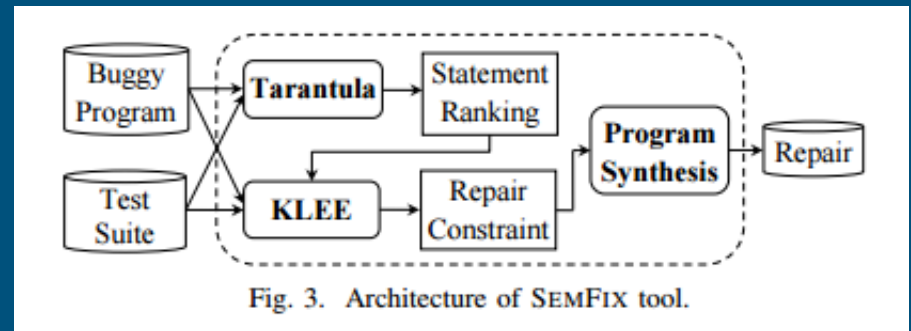 Buggy
Program
Tarantula
Statement
Ranking
Program
Synthesis
Repair
Test
Suite
KLEE
Repair
Constraint
Fig. 3. Architecture of SEMFIX tool.